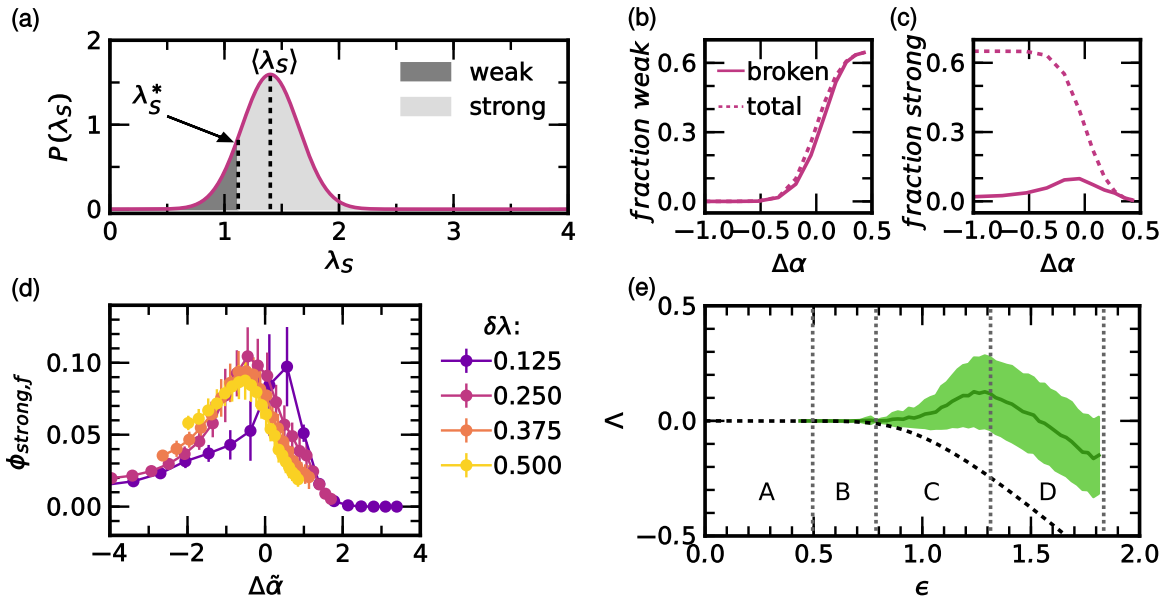 (a)
2
1
0
P(λs)
⟨λs⟩
λs*
weak
strong
0 1 2 3 4
λs
(b)
fraction weak
0.6
0.3
0.0
broken
total
−1.0 −0.5 0.0 0.5
Δα
(c)
fraction strong
0.6
0.3
0.0
−1.0 −0.5 0.0 0.5
Δα
(d)
ϕstrong,f
0.10
0.05
0.00
−4 −2 0 2 4
Δα̃
δλ:
0.125
0.250
0.375
0.500
(e)
Λ
0.5
0.0
−0.5
A B C D
0.0 0.5 1.0 1.5 2.0
ϵ